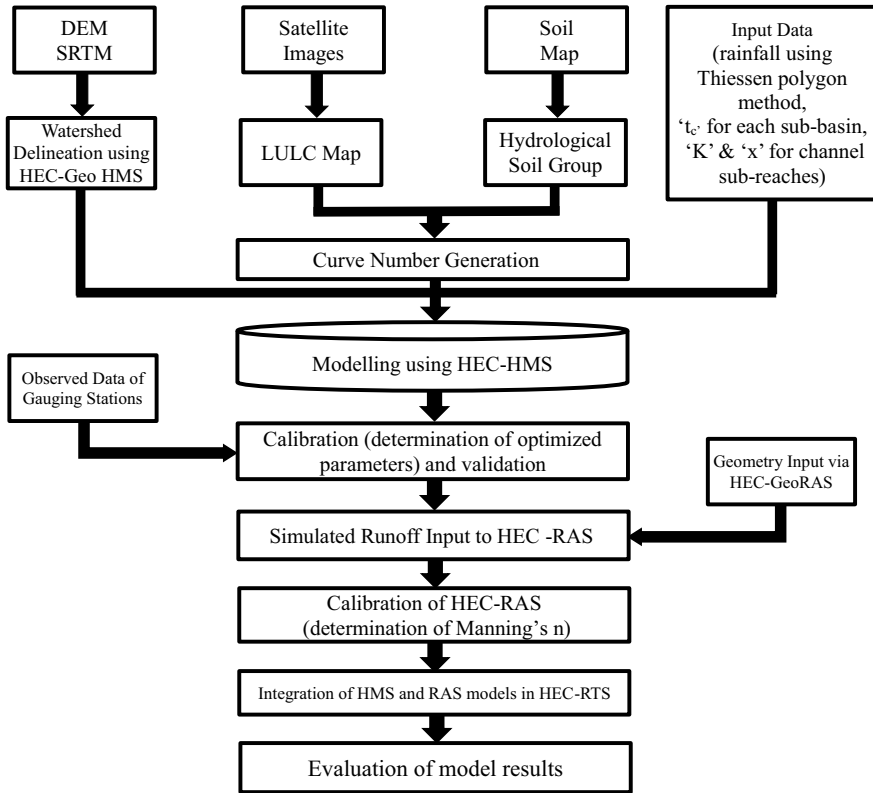 DEM
SRTM
Satellite
Images
Soil
Map
Input Data
(rainfall using
Thiessen polygon
method,
‘tc’ for each sub-basin,
‘K’ & ‘x’ for channel
sub-reaches)
Watershed
Delineation using
HEC-Geo HMS
LULC Map
Hydrological
Soil Group
Curve Number Generation
Modelling using HEC-HMS
Observed Data of
Gauging Stations
Calibration (determination of optimized
parameters) and validation
Geometry Input via
HEC-GeoRAS
Simulated Runoff Input to HEC -RAS
Calibration of HEC-RAS
(determination of Manning’s n)
Integration of HMS and RAS models in HEC-RTS
Evaluation of model results